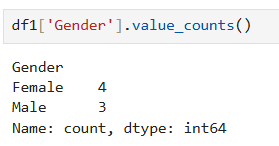 df1['Gender'].value_counts()
Gender
Female    4
Male      3
Name: count, dtype: int64